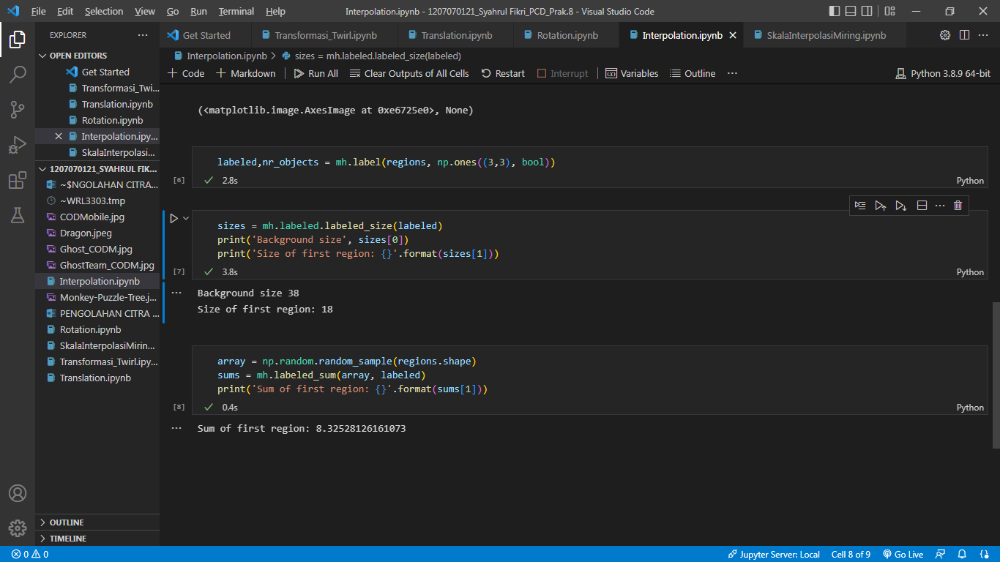 File Edit Selection View Go Run Terminal Help Interpolation.ipynb - 1207070121_Syahrul Fikri_PCD_Prak.8 - Visual Studio Code
EXPLORER
Get Started Transformasi_Twirl.ipynb Translation.ipynb Rotation.ipynb Interpolation.ipynb SkalaInterpolasiMiring.ipynb
OPEN EDITORS
Get Started
Transformasi_Twi...
Translation.ipynb
Rotation.ipynb
Interpolation.ipy...
SkalaInterpolasi...
1207070121_SYAHRUL FIK...
~$NGOLAHAN CITRA...
~WRL3303.tmp
CODMobile.jpg
Dragon.jpeg
Ghost_CODM.jpg
GhostTeam_CODM.jpg
Interpolation.ipynb
Monkey-Puzzle-Tree.j...
PENGOLAHAN CITRA ...
Rotation.ipynb
SkalaInterpolasiMirin...
Transformasi_Twirl.ipy...
Translation.ipynb
OUTLINE
TIMELINE
Interpolation.ipynb > sizes = mh.labeled.labeled_size(labeled)
+ Code + Markdown Run All Clear Outputs of All Cells Restart Interrupt Variables Outline ... Python 3.8.9 64-bit
(<matplotlib.image.AxesImage at 0xe6725e0>, None)
labeled,nr_objects = mh.label(regions, np.ones((3,3), bool))
[6] ✓ 2.8s Python
sizes = mh.labeled.labeled_size(labeled)
print('Background size', sizes[0])
print('Size of first region: {}'.format(sizes[1]))
[7] ✓ 3.8s Python
... Background size 38
Size of first region: 18
array = np.random.random_sample(regions.shape)
sums = mh.labeled_sum(array, labeled)
print('Sum of first region: {}'.format(sums[1]))
[8] ✓ 0.4s Python
... Sum of first region: 8.32528126161073
0 0 Jupyter Server: Local Cell 8 of 9 Go Live